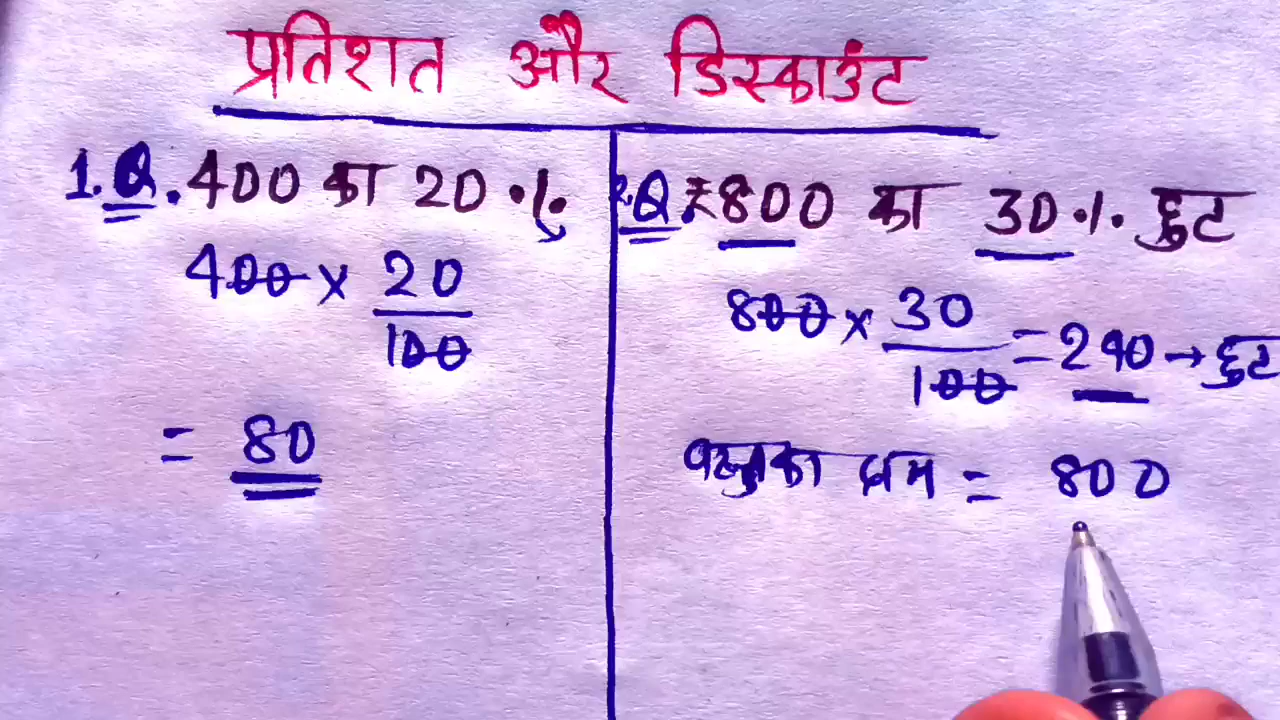 प्रतिशत और डिस्काउंट
1.Q.400 का 20 %
400 x 20/100
= 80
2.Q.₹800 का 30% छुट
800 x 30/100 = 240 → छुट
वस्तु का दाम = 800